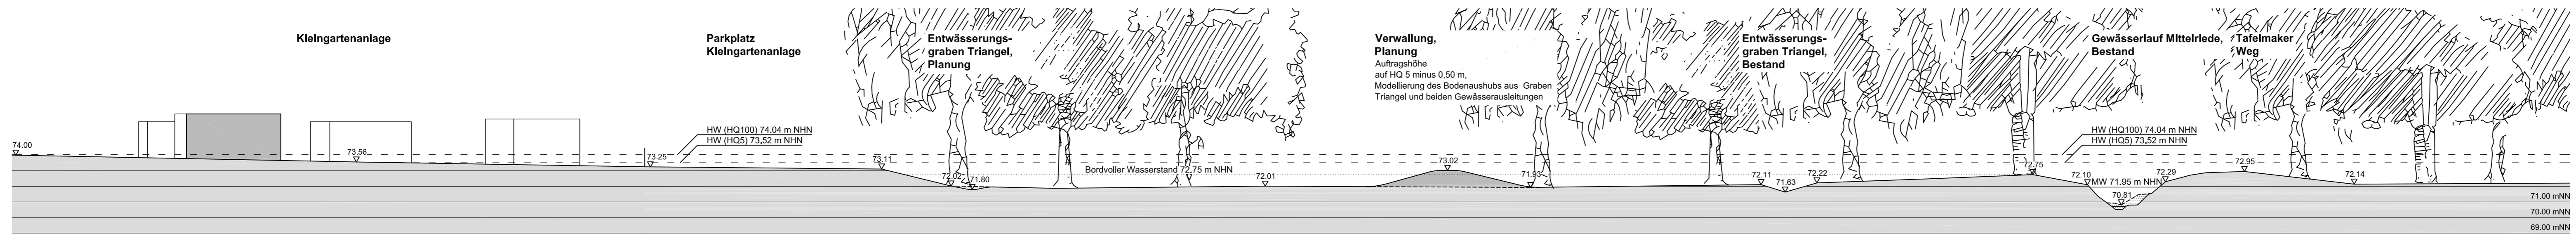 Kleingartenanlage
Parkplatz
Kleingartenanlage
Entwässerungs-
graben Triangel,
Planung
Verwallung,
Planung
Auftragshöhe
auf HQ 5 minus 0,50 m,
Modellierung des Bodenaushubs aus Graben
Triangel und beiden Gewässerausleitungen
Entwässerungs-
graben Triangel,
Bestand
Gewässerlauf Mittelriede,
Bestand
Tafelmaker
Weg
HW (HQ100) 74,04 m NHN
HW (HQ5) 73,52 m NHN
HW (HQ100) 74,04 m NHN
HW (HQ5) 73,52 m NHN
74.00
73.56
73.25
73.11
72.02
71.80
Bordvoller Wasserstand 72,75 m NHN
72.01
73.02
71.93
72.11
71.63
72.22
72.75
72.10
MW 71,95 m NHN
70.81
72.29
72.95
72.14
71.00 mNN
70.00 mNN
69.00 mNN